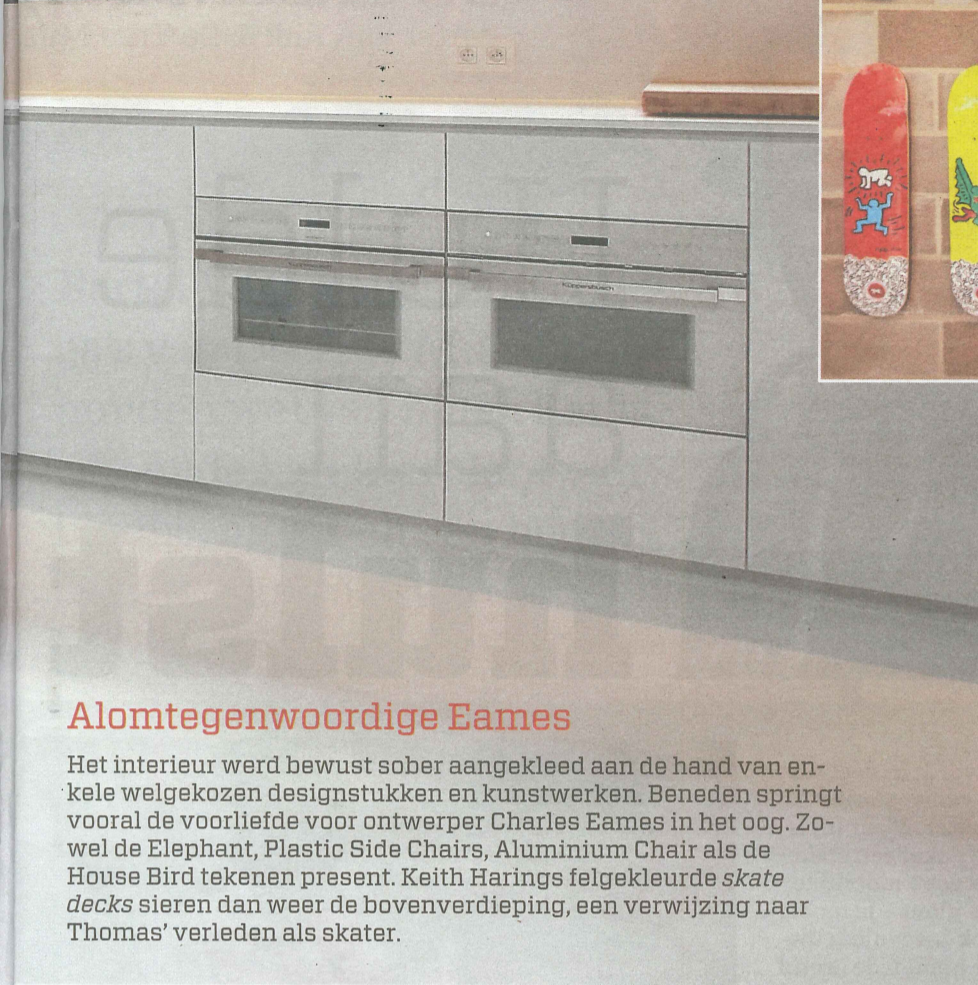 Küppersbusch
Alomtegenwoordige Eames
Het interieur werd bewust sober aangekleed aan de hand van en-
kele welgekozen designstukken en kunstwerken. Beneden springt
vooral de voorliefde voor ontwerper Charles Eames in het oog. Zo-
wel de Elephant, Plastic Side Chairs, Aluminium Chair als de
House Bird tekenen present. Keith Harings felgekleurde skate
decks sieren dan weer de bovenverdieping, een verwijzing naar
Thomas’ verleden als skater.